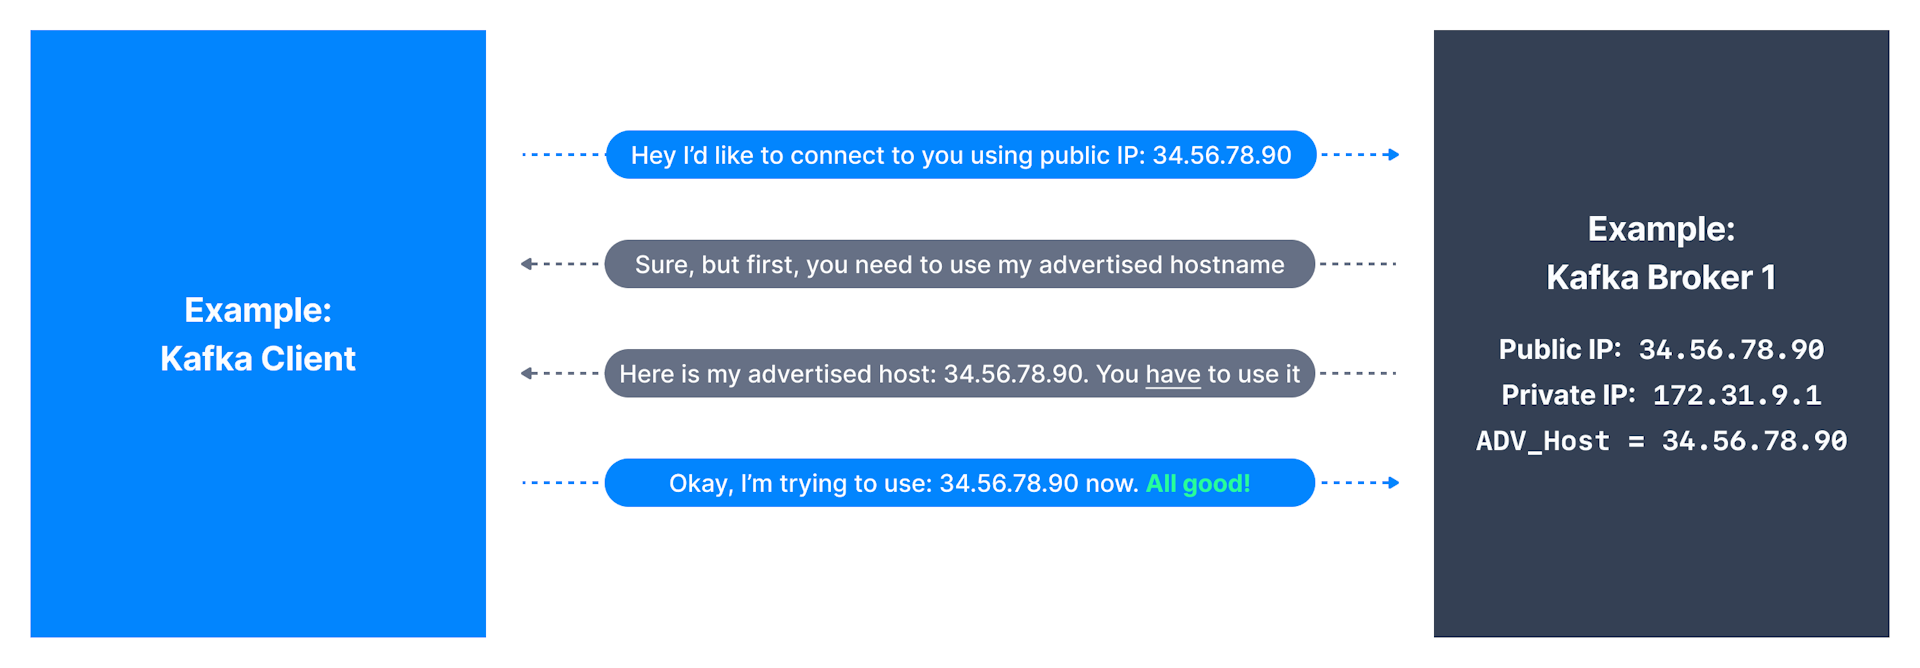 Example:
Kafka Client
Hey I’d like to connect to you using public IP: 34.56.78.90
Sure, but first, you need to use my advertised hostname
Here is my advertised host: 34.56.78.90. You have to use it
Okay, I’m trying to use: 34.56.78.90 now. All good!
Example:
Kafka Broker 1
Public IP: 34.56.78.90
Private IP: 172.31.9.1
ADV_Host = 34.56.78.90